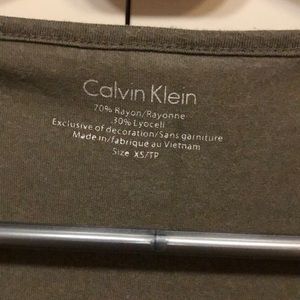 Calvin Klein
70% Rayon/Rayonne
30% Lyocell
Exclusive of decoration/Sans garniture
Made in/fabrique au Vietnam
Size XS/TP